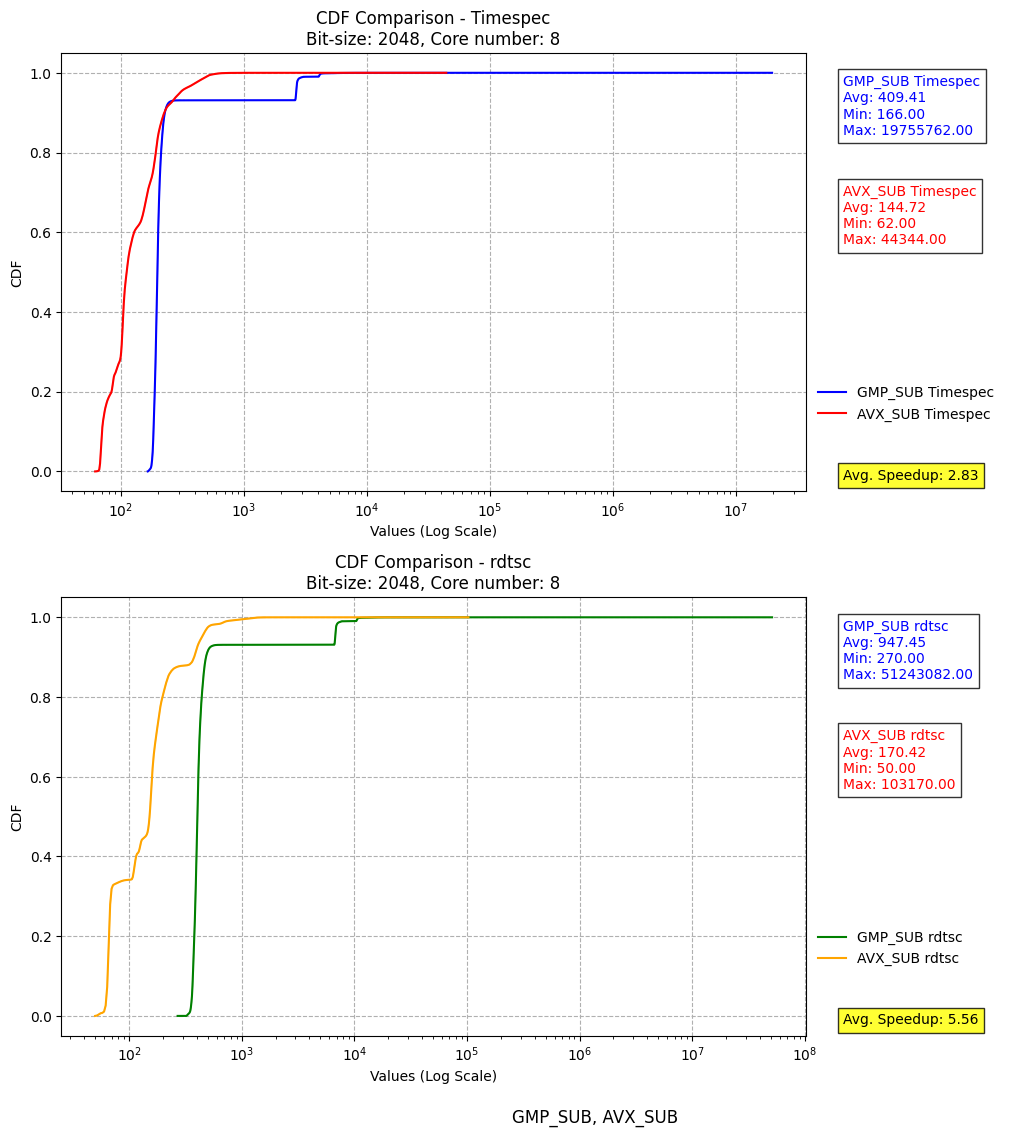 CDF Comparison - Timespec
Bit-size: 2048, Core number: 8
1.0
0.8
0.6
0.4
0.2
0.0
CDF
10²
10³
10⁴
10⁵
10⁶
10⁷
Values (Log Scale)
GMP_SUB Timespec
Avg: 409.41
Min: 166.00
Max: 19755762.00
AVX_SUB Timespec
Avg: 144.72
Min: 62.00
Max: 44344.00
GMP_SUB Timespec
AVX_SUB Timespec
Avg. Speedup: 2.83
CDF Comparison - rdtsc
Bit-size: 2048, Core number: 8
1.0
0.8
0.6
0.4
0.2
0.0
CDF
10²
10³
10⁴
10⁵
10⁶
10⁷
10⁸
Values (Log Scale)
GMP_SUB rdtsc
Avg: 947.45
Min: 270.00
Max: 51243082.00
AVX_SUB rdtsc
Avg: 170.42
Min: 50.00
Max: 103170.00
GMP_SUB rdtsc
AVX_SUB rdtsc
Avg. Speedup: 5.56
GMP_SUB, AVX_SUB